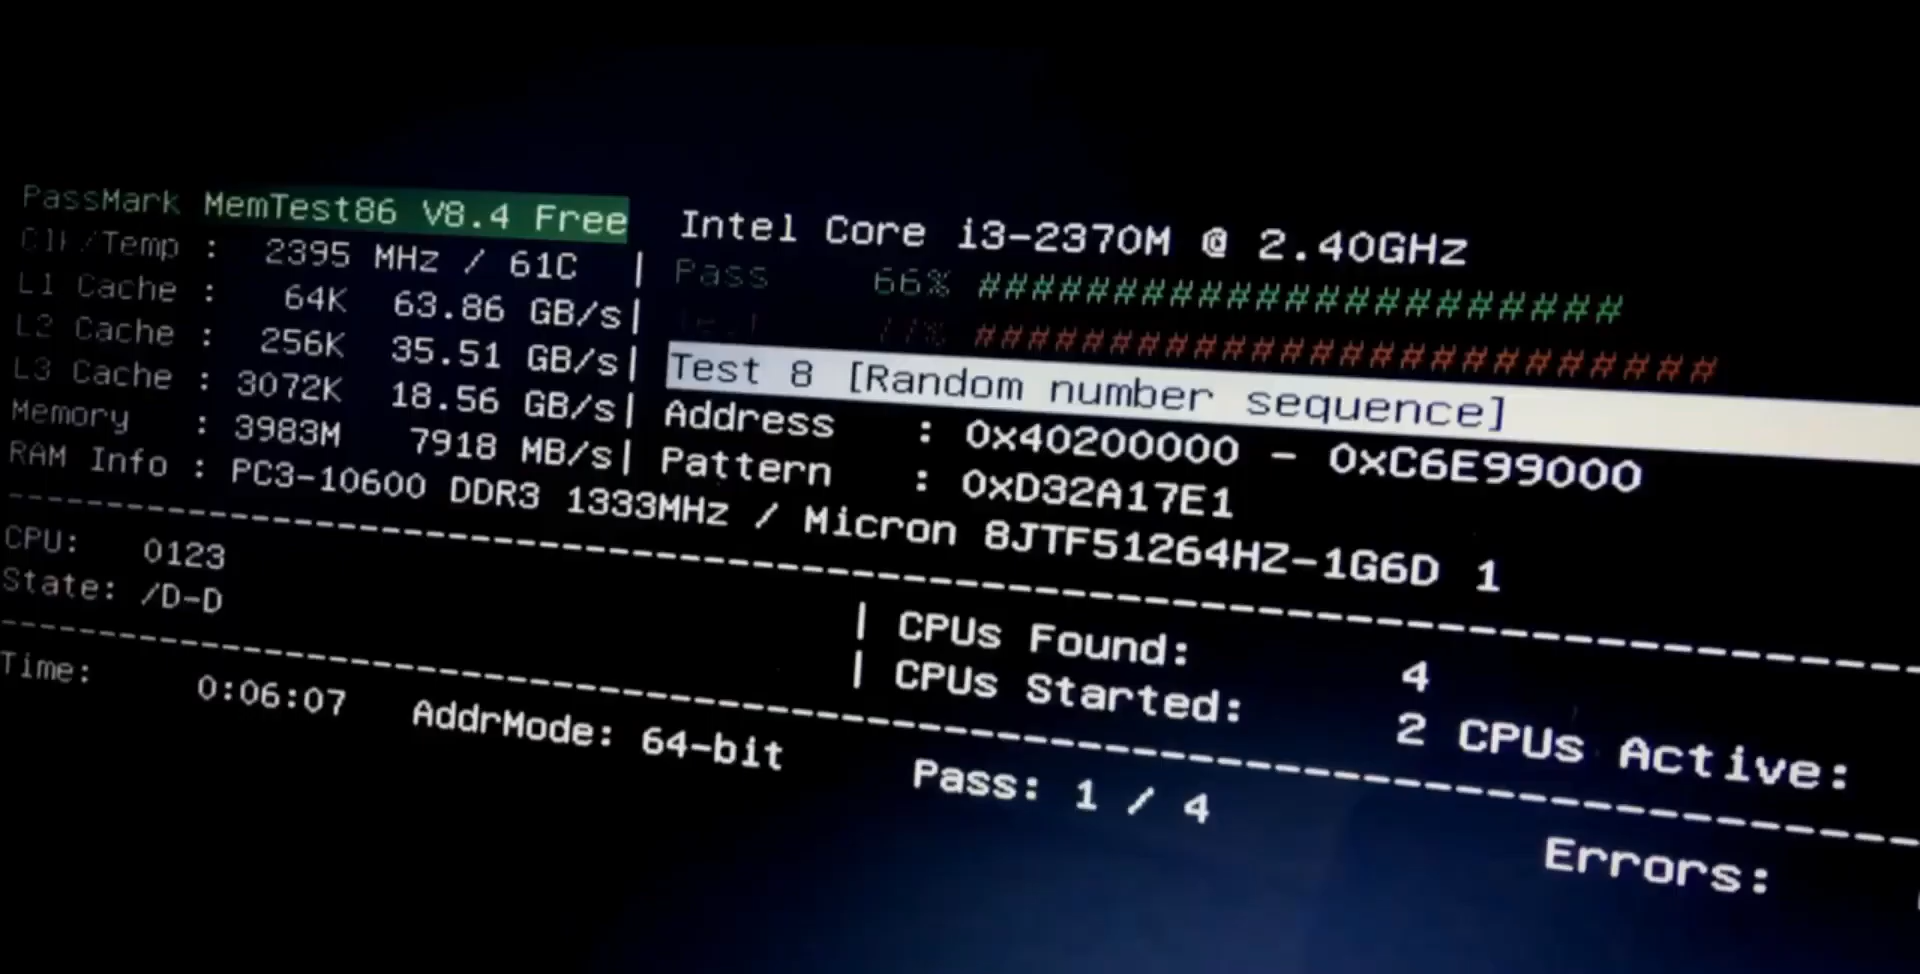 PassMark MemTest86 V8.4 Free
Intel Core i3-2370M @ 2.40GHz
Clk/Temp : 2395 MHz / 61C |
Pass 66% #######################
L1 Cache : 64K 63.86 GB/s|
Test 77% ##########################
L2 Cache : 256K 35.51 GB/s|
Test 8 [Random number sequence]
L3 Cache : 3072K 18.56 GB/s|
Address : 0x40200000 - 0xC6E99000
Memory : 3983M 7918 MB/s|
Pattern : 0xD32A17E1
RAM Info : PC3-10600 DDR3 1333MHz / Micron 8JTF51264HZ-1G6D 1
CPU: 0123
| CPUs Found: 4
State: /D-D
| CPUs Started: 2 CPUs Active:
Time: 0:06:07 AddrMode: 64-bit Pass: 1 / 4 Errors: